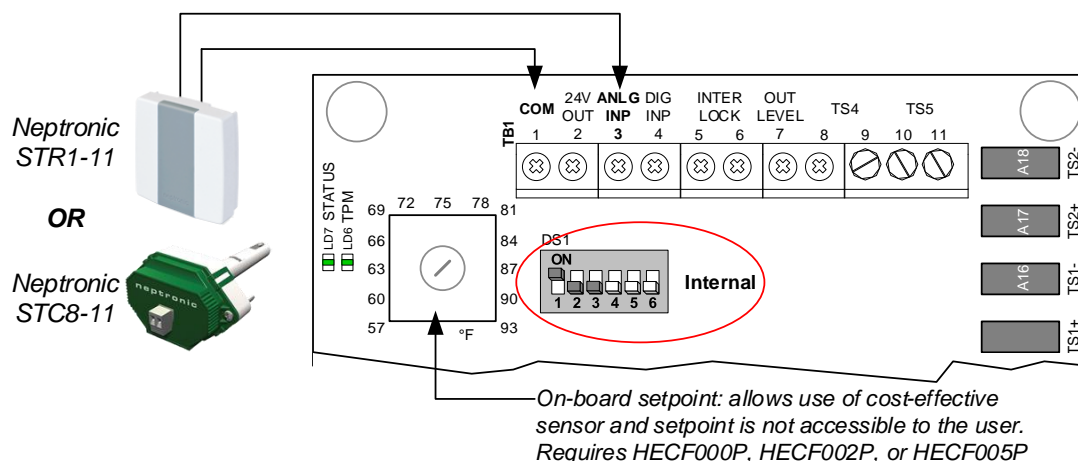 Neptronic
STR1-11
OR
Neptronic
STC8-11
neptronic
TB1
COM
24V
OUT
ANLG
INP
DIG
INP
INTER
LOCK
OUT
LEVEL
TS4
TS5
1 2 3 4 5 6 7 8 9 10 11
LD7 STATUS
LD6 TPM
69 72 75 78 81
66 84
63 87
60 90
57 93
°F
DS1
ON
1 2 3 4 5 6
Internal
A18
TS2-
A17
TS2+
A16
TS1-
TS1+
On-board setpoint: allows use of cost-effective
sensor and setpoint is not accessible to the user.
Requires HECF000P, HECF002P, or HECF005P